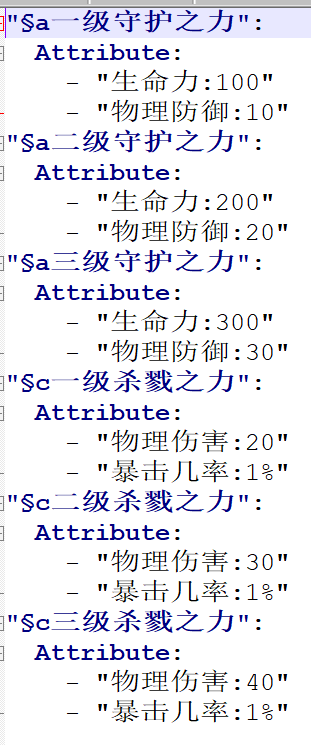 "§a一级守护之力":
  Attribute:
    - "生命力:100"
    - "物理防御:10"
"§a二级守护之力":
  Attribute:
    - "生命力:200"
    - "物理防御:20"
"§a三级守护之力":
  Attribute:
    - "生命力:300"
    - "物理防御:30"
"§c一级杀戮之力":
  Attribute:
    - "物理伤害:20"
    - "暴击几率:1%"
"§c二级杀戮之力":
  Attribute:
    - "物理伤害:30"
    - "暴击几率:1%"
"§c三级杀戮之力":
  Attribute:
    - "物理伤害:40"
    - "暴击几率:1%"